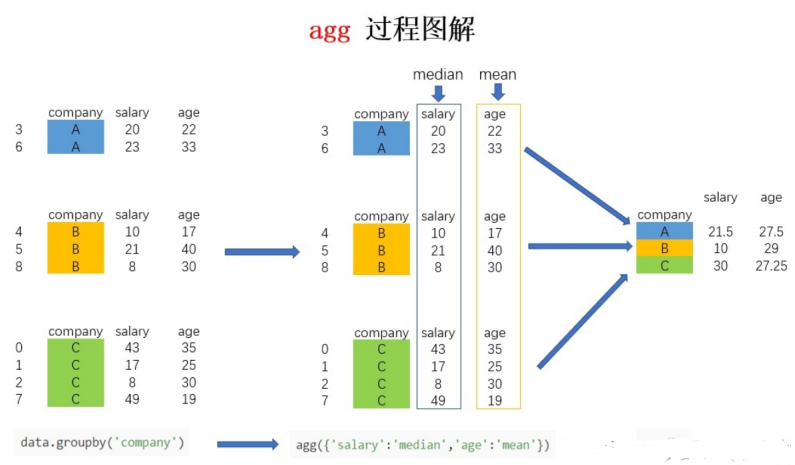 agg 过程图解
median mean
company salary age
3 A 20 22
6 A 23 33
company salary age
4 B 10 17
5 B 21 40
8 B 8 30
company salary age
0 C 43 35
1 C 17 25
2 C 8 30
7 C 49 19
company salary age
3 A 20 22
6 A 23 33
company salary age
4 B 10 17
5 B 21 40
8 B 8 30
company salary age
0 C 43 35
1 C 17 25
2 C 8 30
7 C 49 19
salary age
company
A 21.5 27.5
B 10 29
C 30 27.25
data.groupby('company')
agg({'salary':'median','age':'mean'})